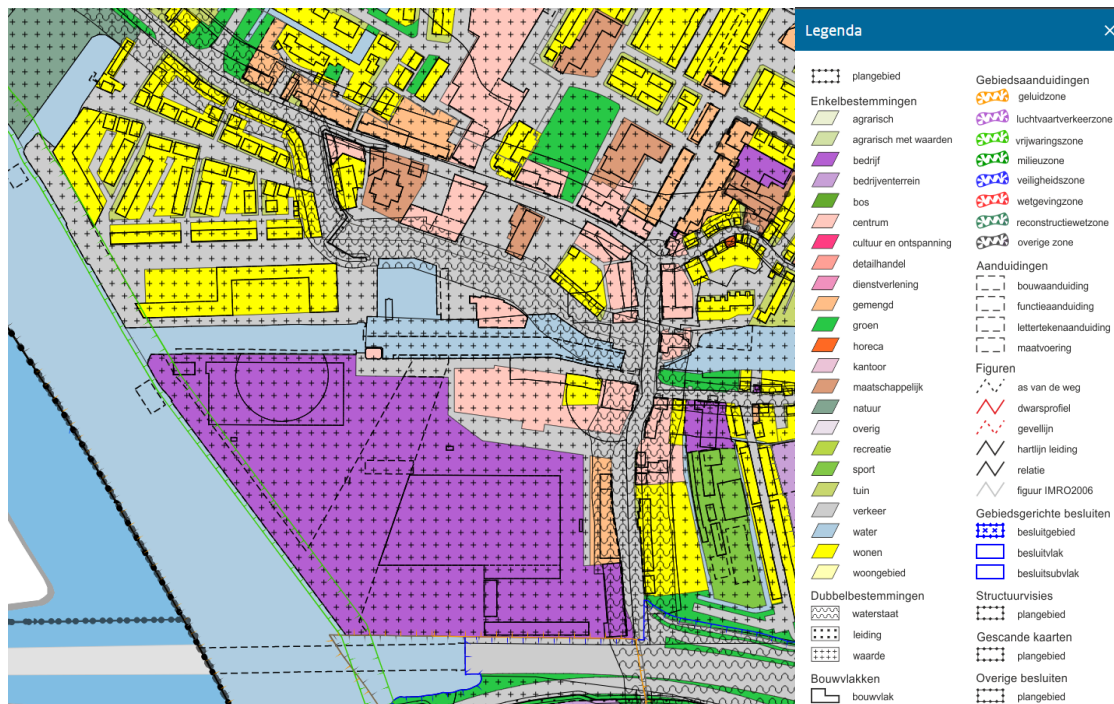 Legenda
plangebied
Enkelbestemmingen
agrarisch
agrarisch met waarden
bedrijf
bedrijventerrein
bos
centrum
cultuur en ontspanning
detailhandel
dienstverlening
gemengd
groen
horeca
kantoor
maatschappelijk
natuur
overig
recreatie
sport
tuin
verkeer
water
wonen
woongebied
Dubbelbestemmingen
waterstaat
leiding
waarde
Bouwvlakken
bouwvlak
Gebiedsaanduidingen
geluidzone
luchtvaartverkeerzone
vrijwaringszone
milieuzone
veiligheidszone
wetgevingzone
reconstructiewetzone
overige zone
Aanduidingen
bouwaanduiding
functieaanduiding
lettertekenaanduiding
maatvoering
Figuren
as van de weg
dwarsprofiel
gevellijn
hartlijn leiding
relatie
figuur IMRO2006
Gebiedsgerichte besluiten
besluitgebied
besluitvlak
besluitsubvlak
Structuurvisies
plangebied
Gescande kaarten
plangebied
Overige besluiten
plangebied